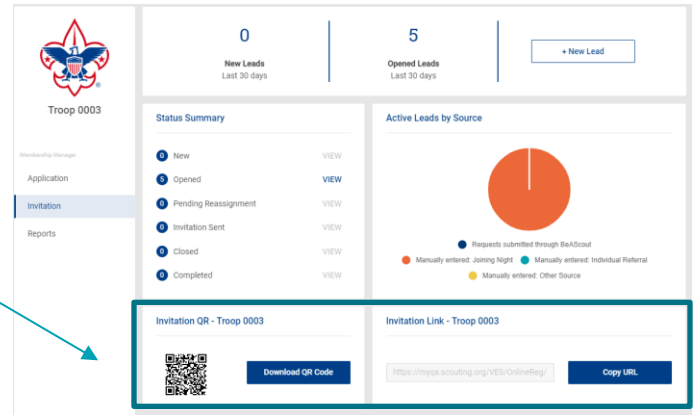 Troop 0003
Membership Manager
Application
Invitation
Reports
0
New Leads
Last 30 days
5
Opened Leads
Last 30 days
+ New Lead
Status Summary
0 New VIEW
5 Opened VIEW
0 Pending Reassignment VIEW
0 Invitation Sent VIEW
0 Closed VIEW
0 Completed VIEW
Active Leads by Source
Requests submitted through BeAScout
Manually entered: Joining Night Manually entered: Individual Referral
Manually entered: Other Source
Invitation QR - Troop 0003
Download QR Code
Invitation Link - Troop 0003
https://myqa.scouting.org/VES/OnlineReg/
Copy URL